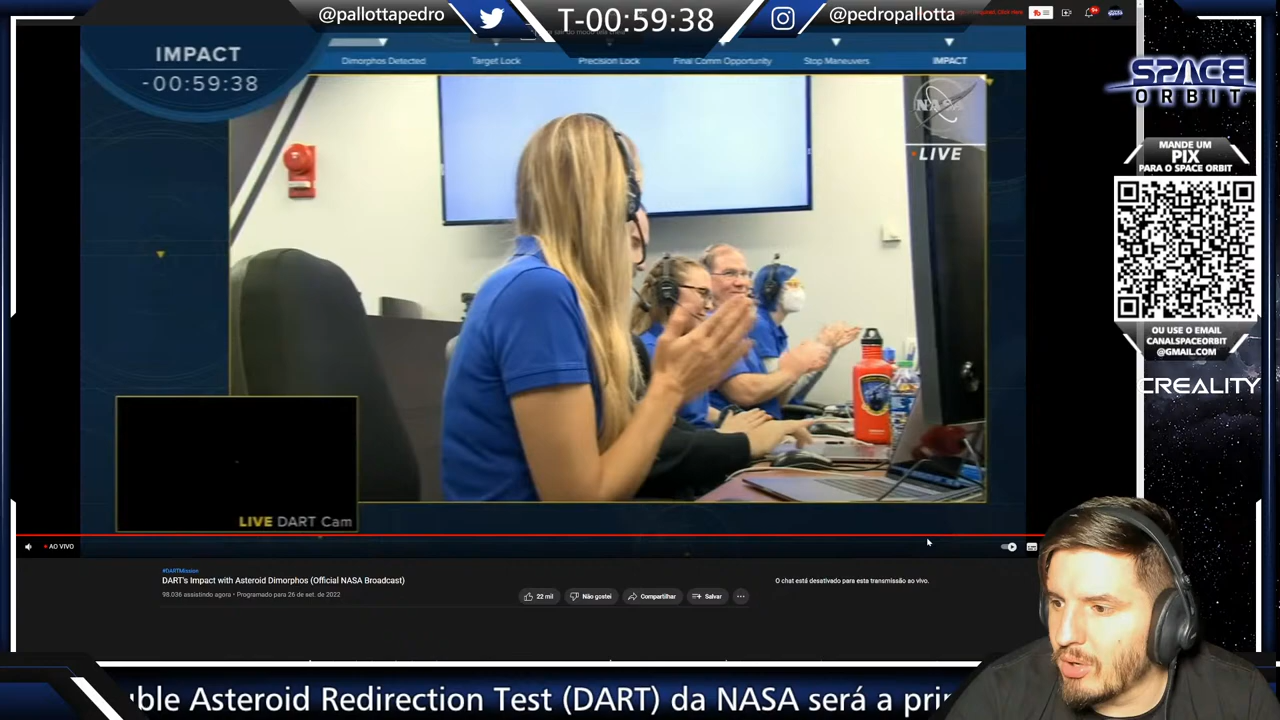 @pallottapedro
T-00:59:38
@pedropallotta
9+
IMPACT
-00:59:38
Dimorphos Detected
Target Lock
Precision Lock
Final Comm Opportunity
Stop Maneuvers
IMPACT
NASA
LIVE
SPACE
ORBIT
MANDE UM
PIX
PARA O SPACE ORBIT
OU USE O EMAIL
CANALSPACEORBIT
@GMAIL.COM
CREALITY
LIVE DART Cam
AO VIVO
#DARTMission
DART's Impact with Asteroid Dimorphos (Official NASA Broadcast)
98.036 assistindo agora • Programado para 26 de set. de 2022
22 mil
Não gostei
Compartilhar
Salvar
O chat está desativado para esta transmissão ao vivo.
uble Asteroid Redirection Test (DART) da NASA será a pri